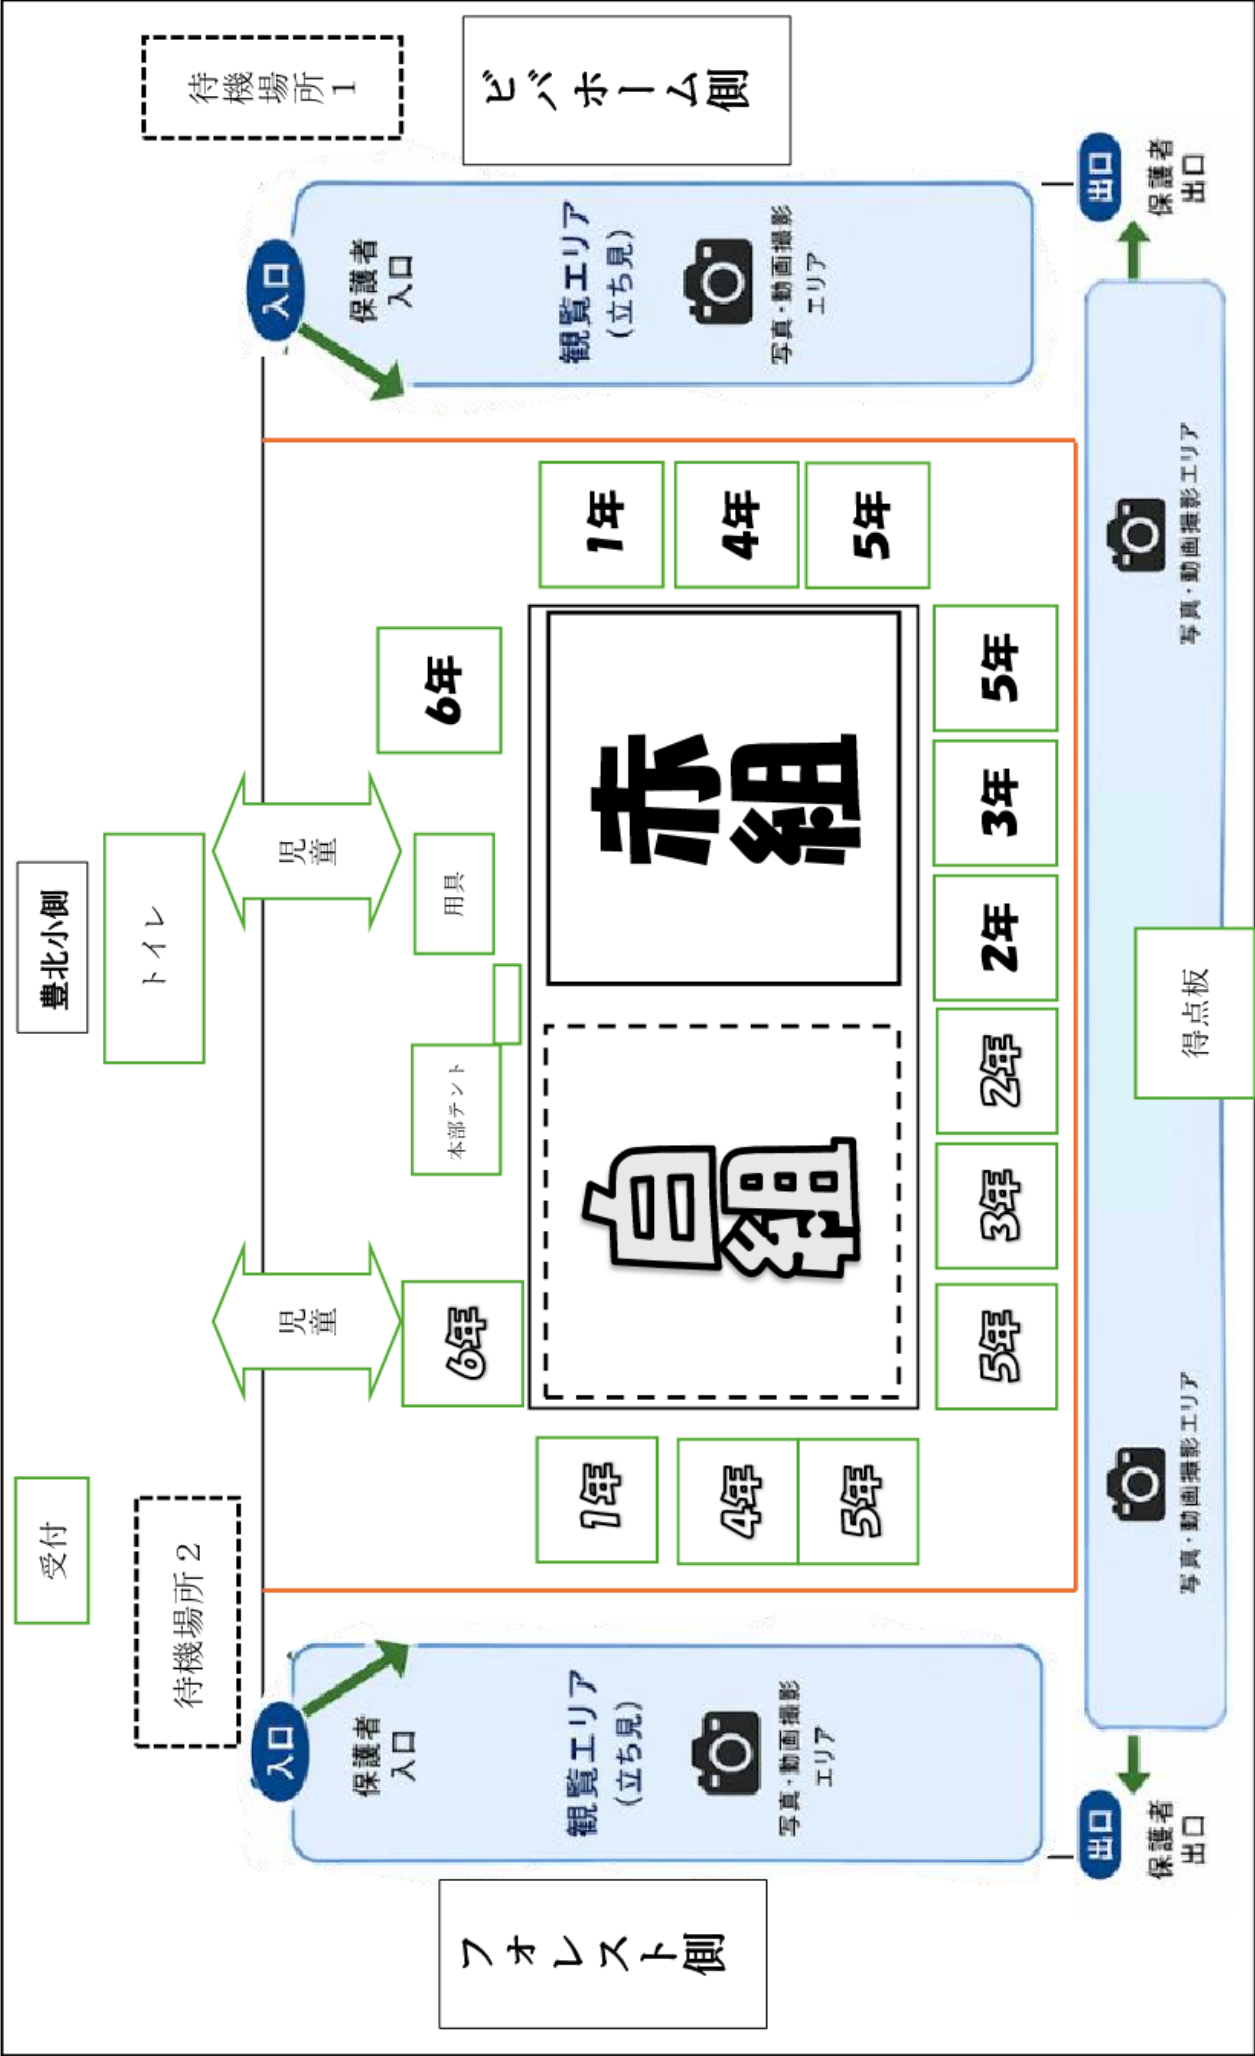 豊北小側
受付
トイレ
待機場所２
待機場所
１
児童
児童
入口
保護者
入口
入口
保護者
入口
6年
本部テント
用具
6年
フォレスト側
観覧エリア
(立ち見)
写真・動画撮影
エリア
1年
4年
5年
白組
赤組
1年
4年
5年
観覧エリア
(立ち見)
写真・動画撮影
エリア
ビバホーム側
5年
3年
2年
2年
3年
5年
出口
保護者
出口
写真・動画撮影エリア
得点板
写真・動画撮影エリア
出口
保護者
出口